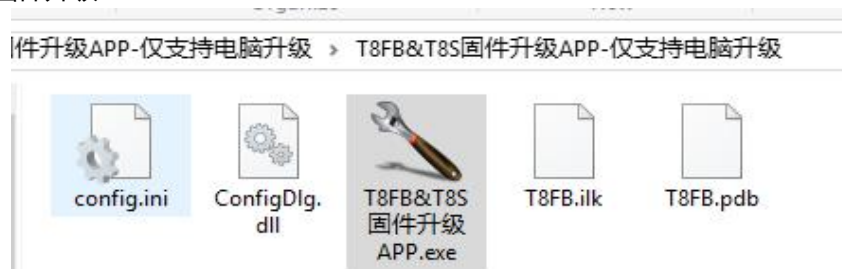 件升级APP-仅支持电脑升级 › T8FB&T8S固件升级APP-仅支持电脑升级
config.ini
ConfigDlg.
dll
T8FB&T8S
固件升级
APP.exe
T8FB.ilk
T8FB.pdb